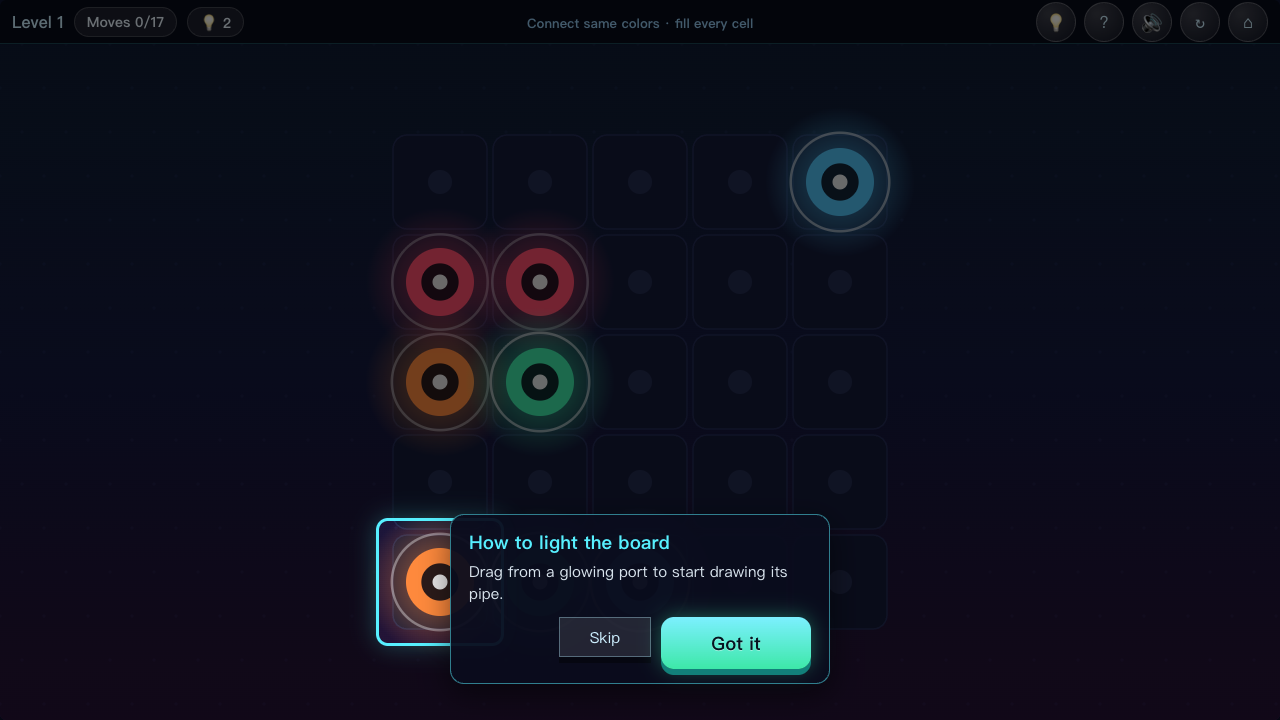 Level 1
Moves 0/17
2
Connect same colors · fill every cell
?
How to light the board
Drag from a glowing port to start drawing its
pipe.
Skip
Got it